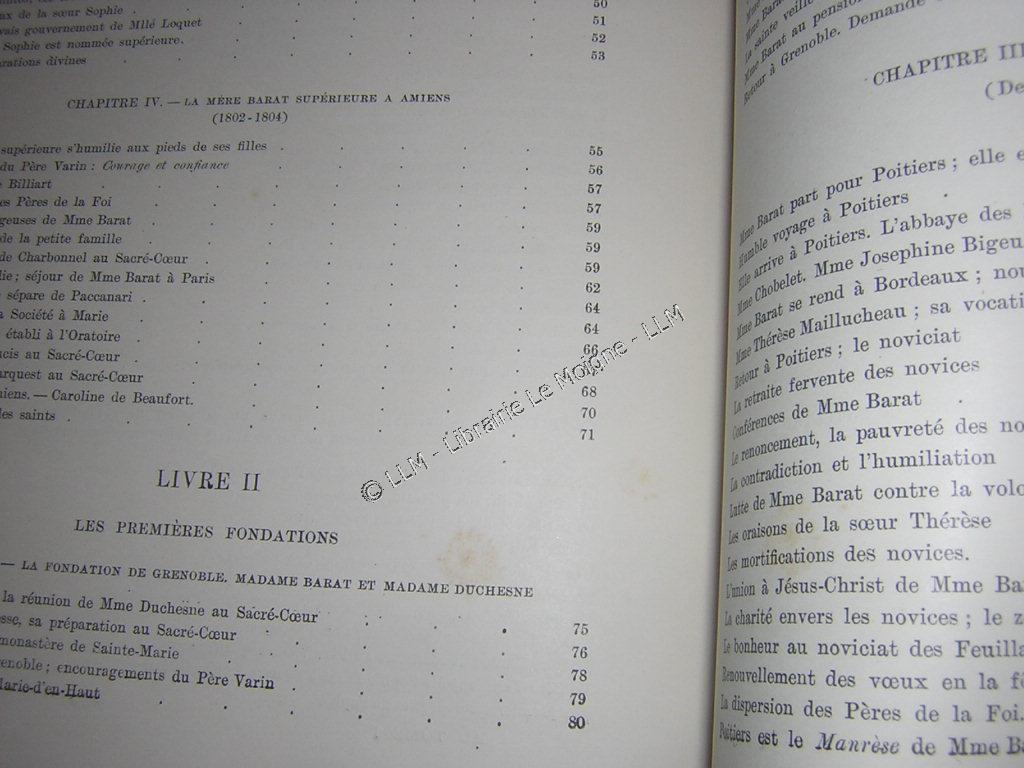 50
ax de la sœur Sophie . 51
vais gouvernement de Mllé Loquet 52
Sophie est nommée supérieure. 53
arations divines
CHAPITRE IV. — LA MÈRE BARAT SUPÉRIEURE A AMIENS
(1802-1804)
supérieure s'humilie aux pieds de ses filles . 55
du Père Varin : Courage et confiance 56
Billiart 57
es Pères de la Foi 57
geuses de Mme Barat 59
de la petite famille 59
de Charbonnel au Sacré-Cœur . 59
lie ; séjour de Mme Barat à Paris 62
sépare de Paccanari . 64
a Société à Marie 64
établi à l'Oratoire 66
cis au Sacré-Cœur
arquest au Sacré-Cœur 68
iens. — Caroline de Beaufort. 70
les saints . 71
LIVRE II
LES PREMIÈRES FONDATIONS
— LA FONDATION DE GRENOBLE. MADAME BARAT ET MADAME DUCHESNE
la réunion de Mme Duchesne au Sacré-Cœur 75
sse, sa préparation au Sacré-Cœur 76
monastère de Sainte-Marie 78
enoble ; encouragements du Père Varin 79
Marie-d'en-Haut 80
© LLM - Librairie Le Moigne - LLM
Mme Bara
La sainte veille
Mme Barat au pension
Retour à Grenoble. Demande
CHAPITRE III
(De
Mme Barat part pour Poitiers ; elle e
Humble voyage à Poitiers
Elle arrive à Poitiers. L'abbaye des
Mme Chobelet. Mme Josephine Bigeu
Mme Barat se rend à Bordeaux ; nou
Mme Thérèse Maillucheau ; sa vocati
Retour à Poitiers ; le noviciat
La retraite fervente des novices
Conférences de Mme Barat
Le renoncement, la pauvreté des no
La contradiction et l'humiliation
Lutte de Mme Barat contre la volo
Les oraisons de la sœur Thérèse
Les mortifications des novices.
L'union à Jésus-Christ de Mme Ba
La charité envers les novices ; le z
Le bonheur au noviciat des Feuilla
Renouvellement des vœux en la fê
La dispersion des Pères de la Foi.
Poitiers est le Manrèse de Mme Ba